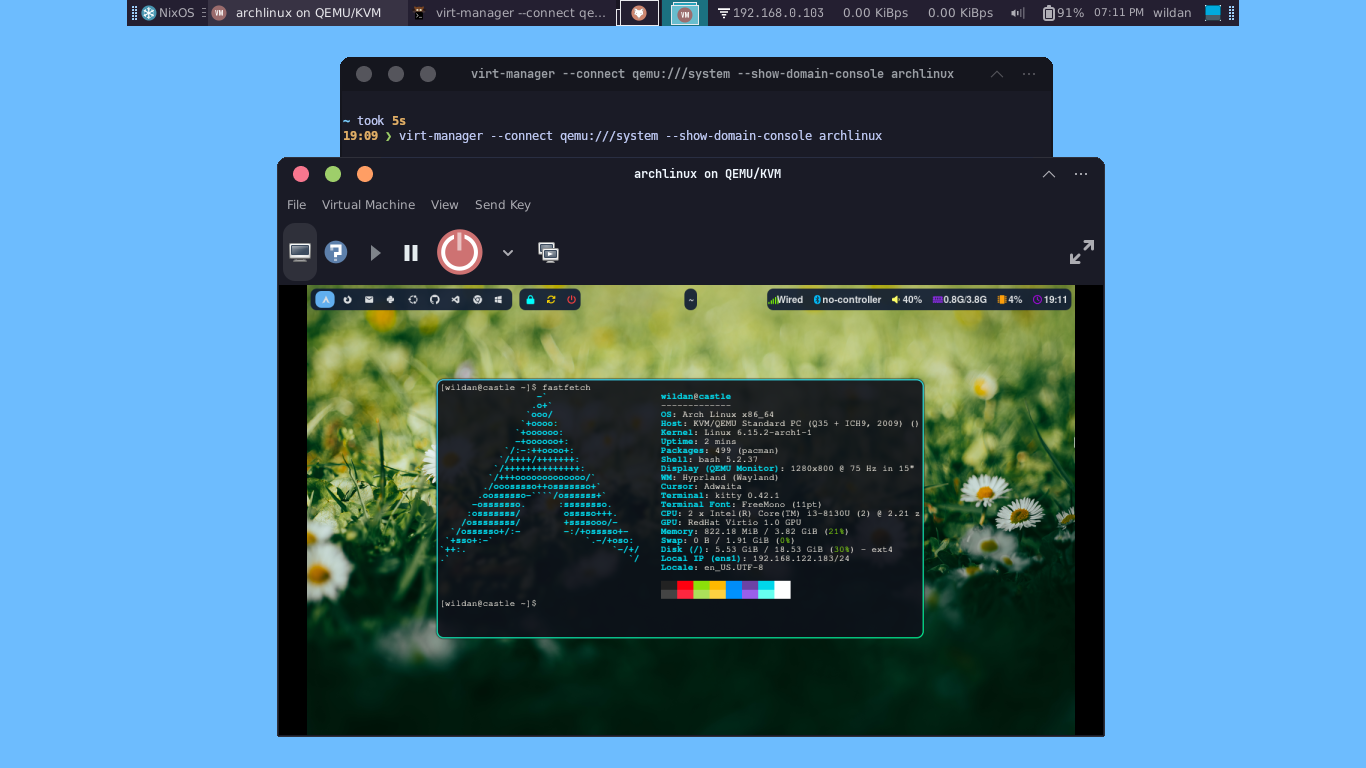 NixOS
archlinux on QEMU/KVM
virt-manager --connect qe...
192.168.0.103
0.00 KiBps
0.00 KiBps
91%
07:11 PM
wildan
virt-manager --connect qemu:///system --show-domain-console archlinux
~ took 5s
19:09 ❯ virt-manager --connect qemu:///system --show-domain-console archlinux
archlinux on QEMU/KVM
File Virtual Machine View Send Key
~
Wired no-controller 40% 0.8G/3.8G 4% 19:11
[wildan@castle ~]$ fastfetch
wildan@castle
-------------
OS: Arch Linux x86_64
Host: KVM/QEMU Standard PC (Q35 + ICH9, 2009) ()
Kernel: Linux 6.15.2-arch1-1
Uptime: 2 mins
Packages: 499 (pacman)
Shell: bash 5.2.37
Display (QEMU Monitor): 1280x800 @ 75 Hz in 15"
WM: Hyprland (Wayland)
Cursor: Adwaita
Terminal: kitty 0.42.1
Terminal Font: FreeMono (11pt)
CPU: 2 x Intel(R) Core(TM) i3-8130U (2) @ 2.21 z
GPU: RedHat Virtio 1.0 GPU
Memory: 822.18 MiB / 3.82 GiB (21%)
Swap: 0 B / 1.91 GiB (0%)
Disk (/): 5.53 GiB / 18.53 GiB (30%) - ext4
Local IP (ens1): 192.168.122.183/24
Locale: en_US.UTF-8
[wildan@castle ~]$